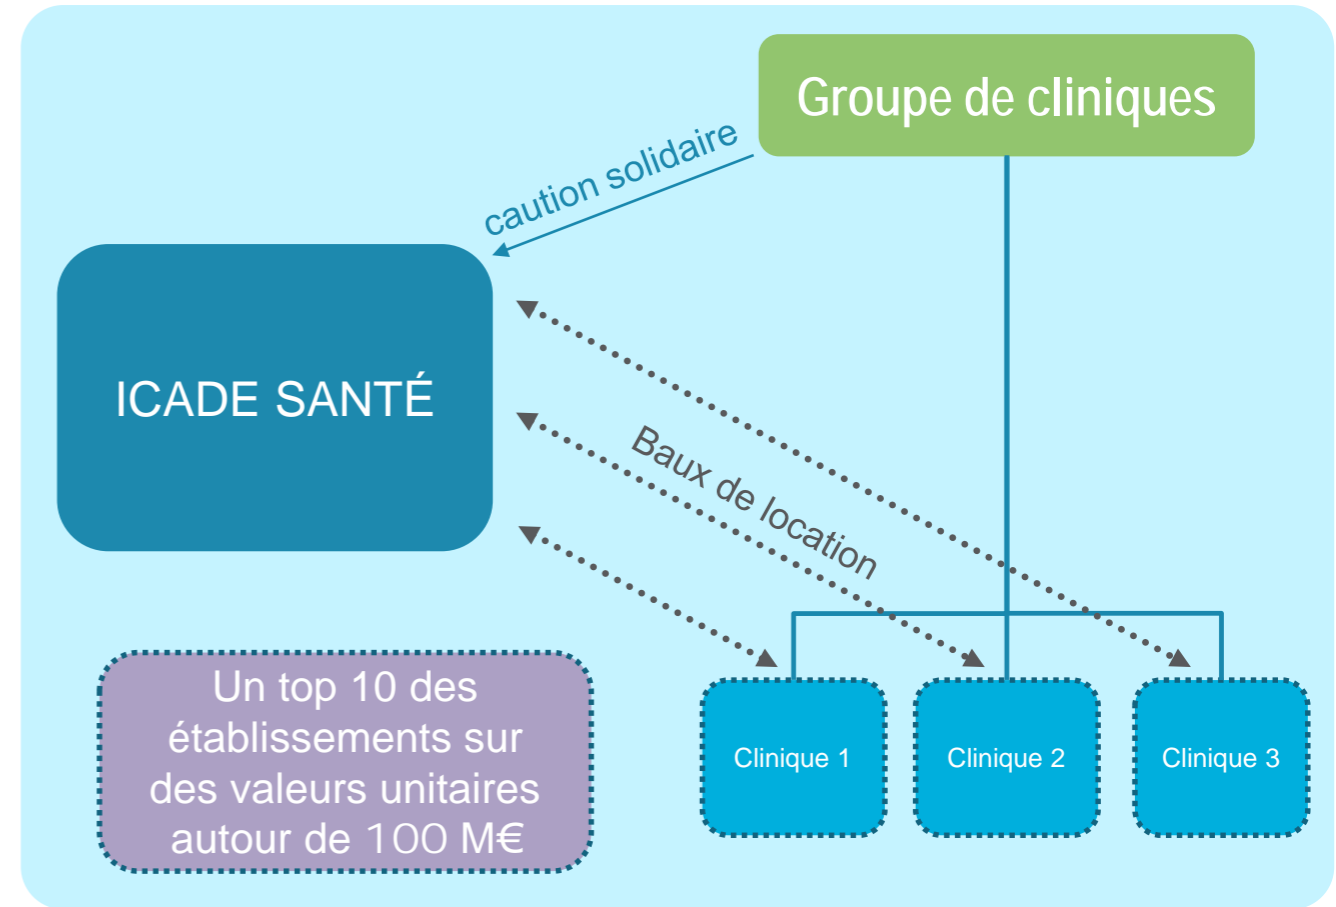 Groupe de cliniques
caution solidaire
ICADE SANTÉ
Baux de location
Un top 10 des
établissements sur
des valeurs unitaires
autour de 100 M€
Clinique 1
Clinique 2
Clinique 3